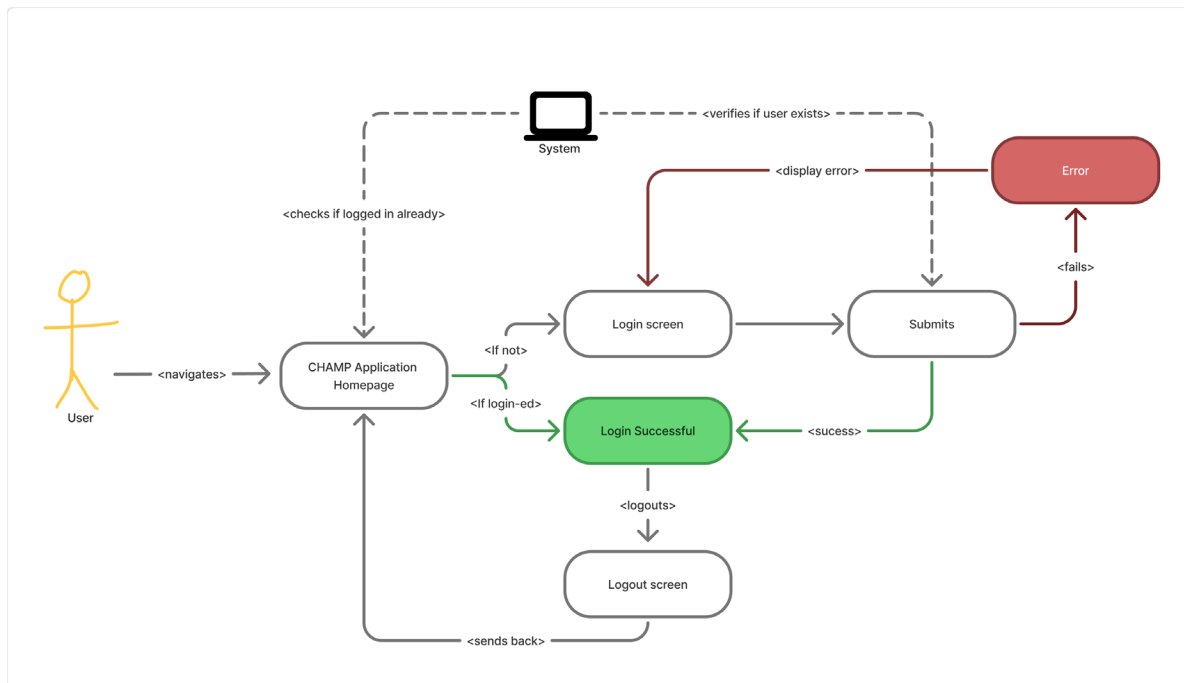 System
<verifies if user exists>
<display error>
Error
<checks if logged in already>
<fails>
Login screen
Submits
<If not>
CHAMP Application
Homepage
<navigates>
User
<If login-ed>
Login Successful
<sucess>
<logouts>
Logout screen
<sends back>